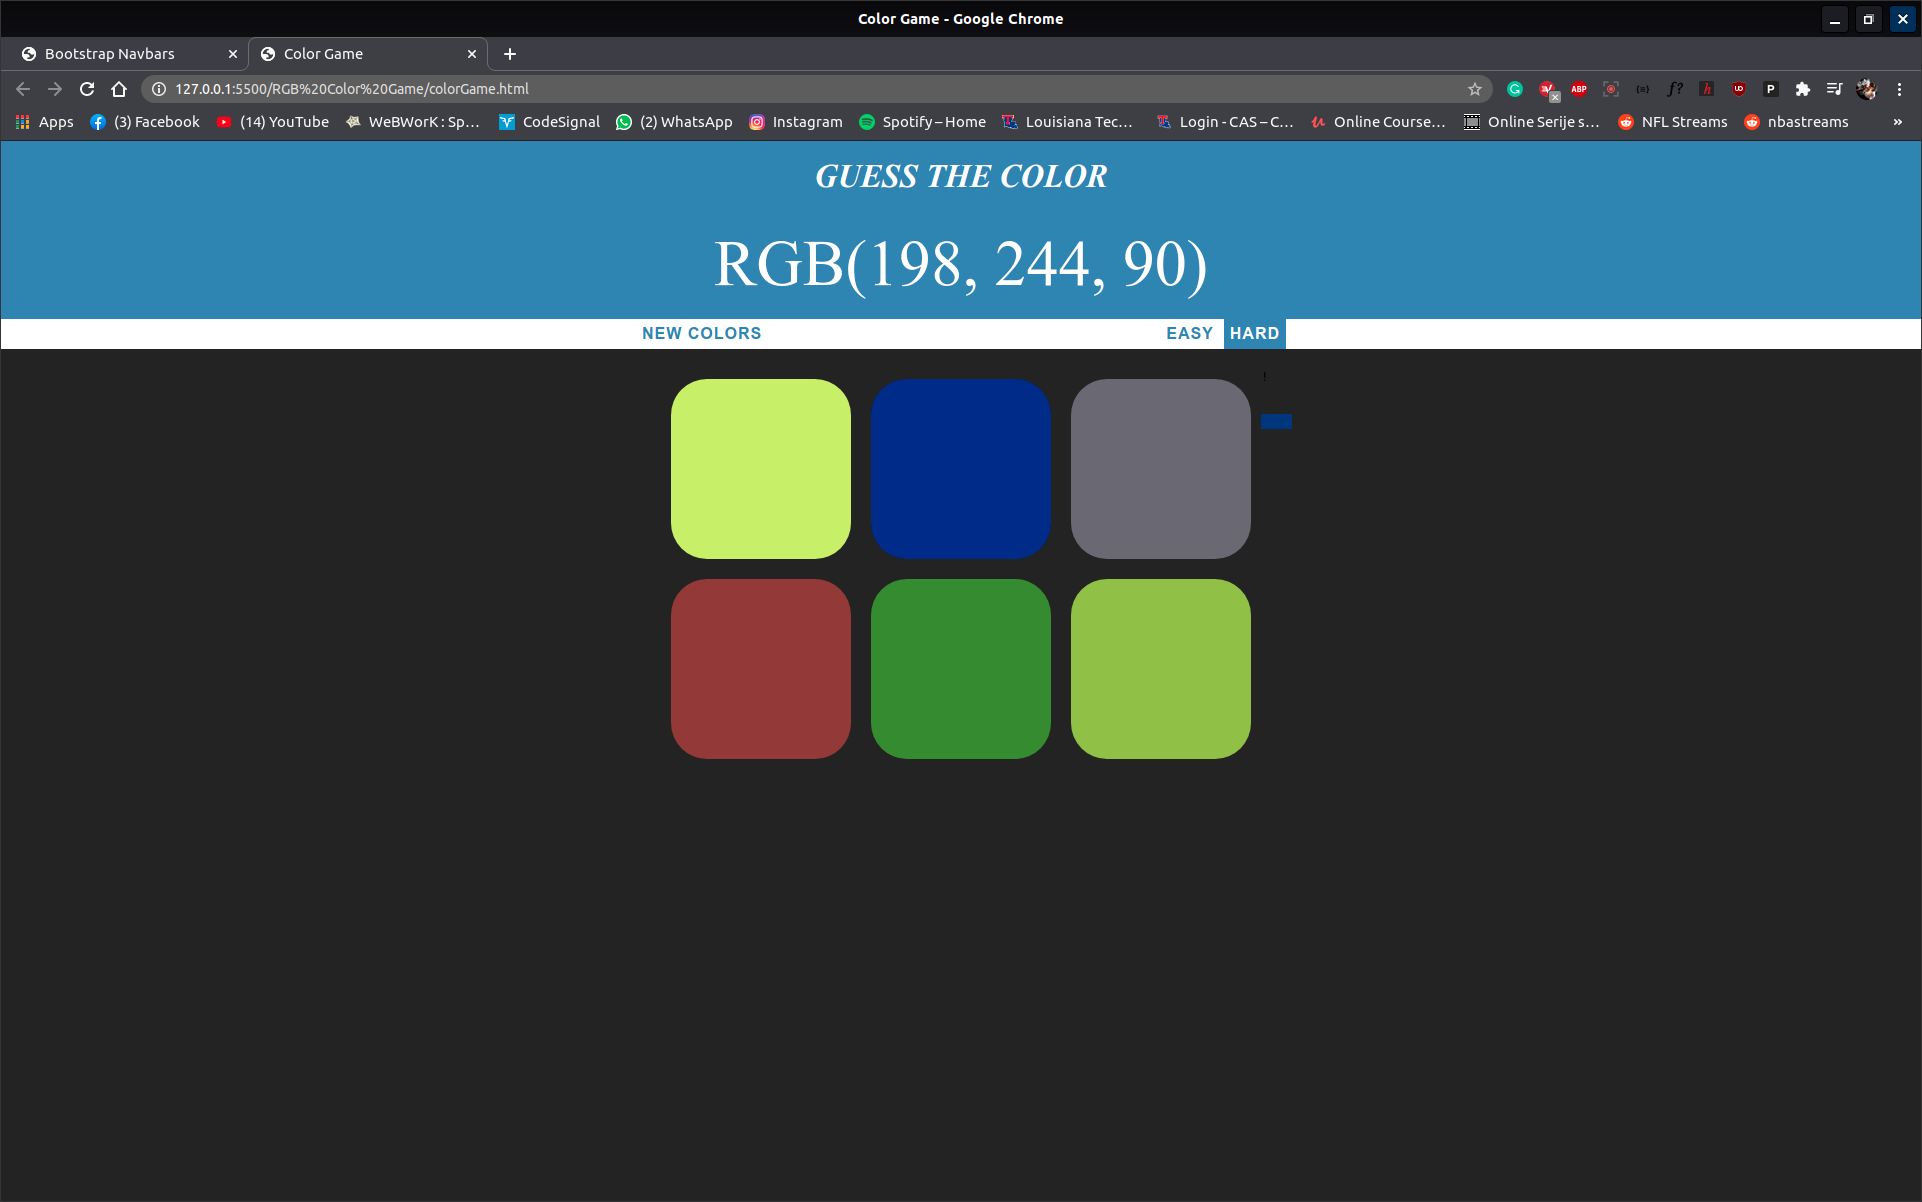 Color Game - Google Chrome
Bootstrap Navbars
Color Game
127.0.0.1:5500/RGB%20Color%20Game/colorGame.html
ABP
{≡}
f?
h
P
Apps
(3) Facebook
(14) YouTube
WeBWorK : Sp...
CodeSignal
(2) WhatsApp
Instagram
Spotify – Home
Louisiana Tec...
Login - CAS – C...
Online Course...
Online Serije s...
NFL Streams
nbastreams
»
GUESS THE COLOR
RGB(198, 244, 90)
NEW COLORS
EASY
HARD
!